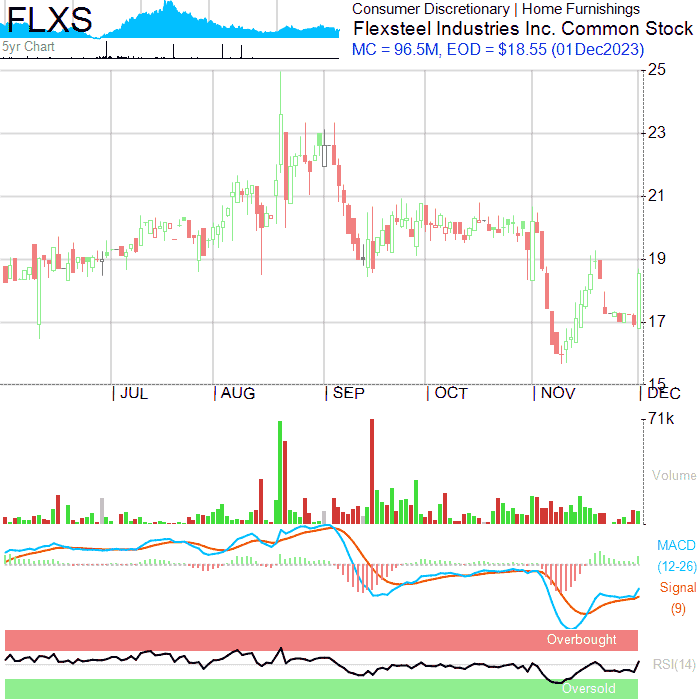 FLXS
Consumer Discretionary | Home Furnishings
Flexsteel Industries Inc. Common Stock
MC = 96.5M, EOD = $18.55 (01Dec2023)
5yr Chart
25
23
21
19
17
15
JUL AUG SEP OCT NOV DEC
71k
Volume
MACD
(12-26)
Signal
(9)
Overbought
RSI(14)
Oversold